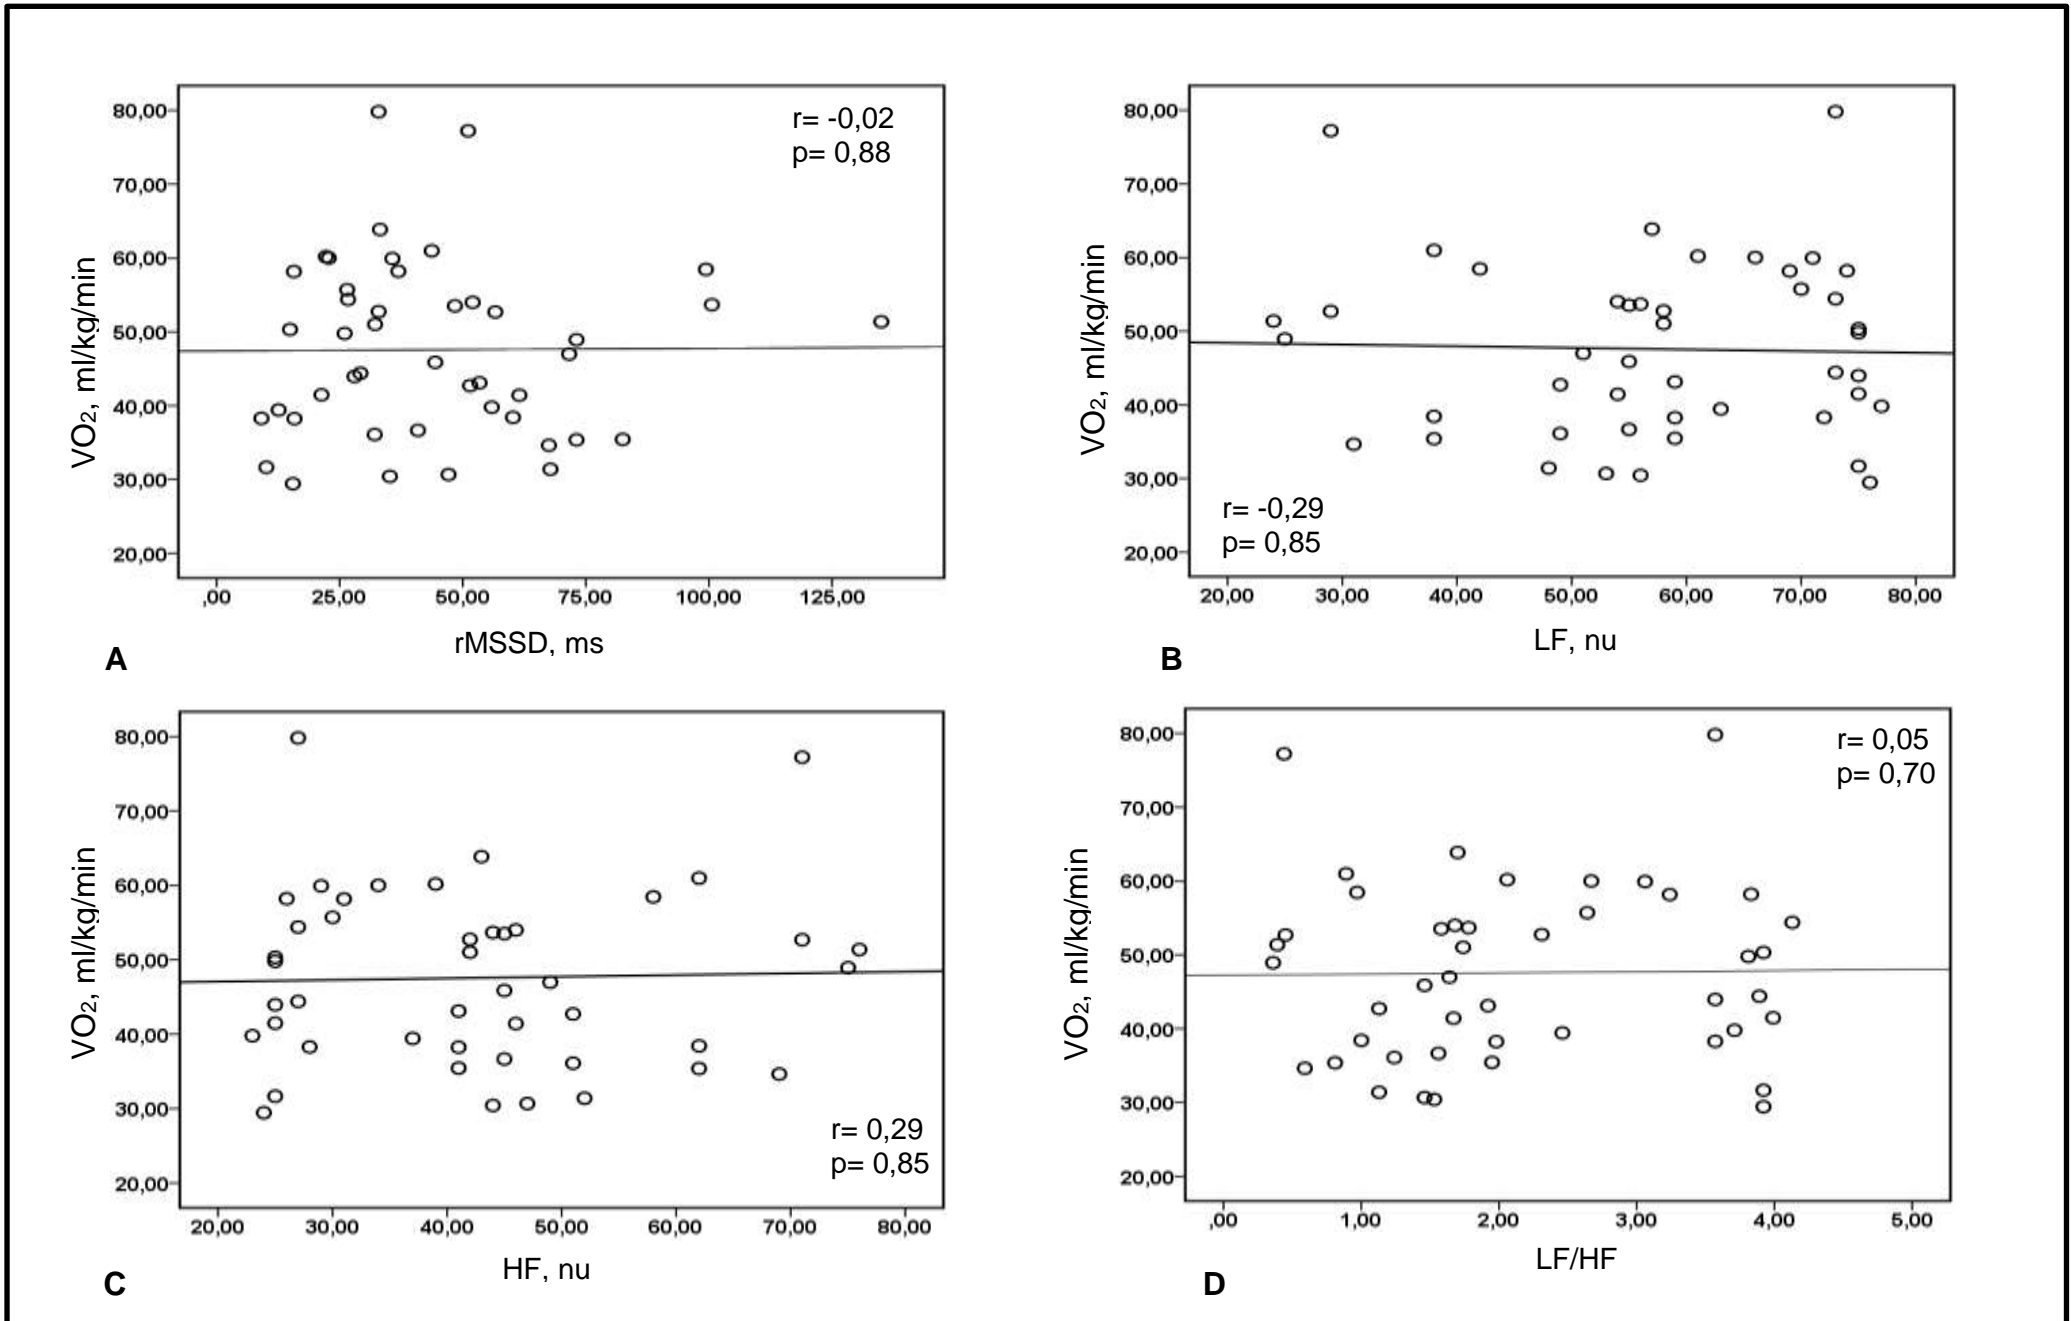 80,00
70,00
60,00
50,00
40,00
30,00
20,00
VO2, ml/kg/min
r= -0,02
p= 0,88
,00 25,00 50,00 75,00 100,00 125,00
rMSSD, ms
A
80,00
70,00
60,00
50,00
40,00
30,00
20,00
VO2, ml/kg/min
r= -0,29
p= 0,85
20,00 30,00 40,00 50,00 60,00 70,00 80,00
LF, nu
B
80,00
70,00
60,00
50,00
40,00
30,00
20,00
VO2, ml/kg/min
r= 0,29
p= 0,85
20,00 30,00 40,00 50,00 60,00 70,00 80,00
HF, nu
C
80,00
70,00
60,00
50,00
40,00
30,00
20,00
VO2, ml/kg/min
r= 0,05
p= 0,70
,00 1,00 2,00 3,00 4,00 5,00
LF/HF
D